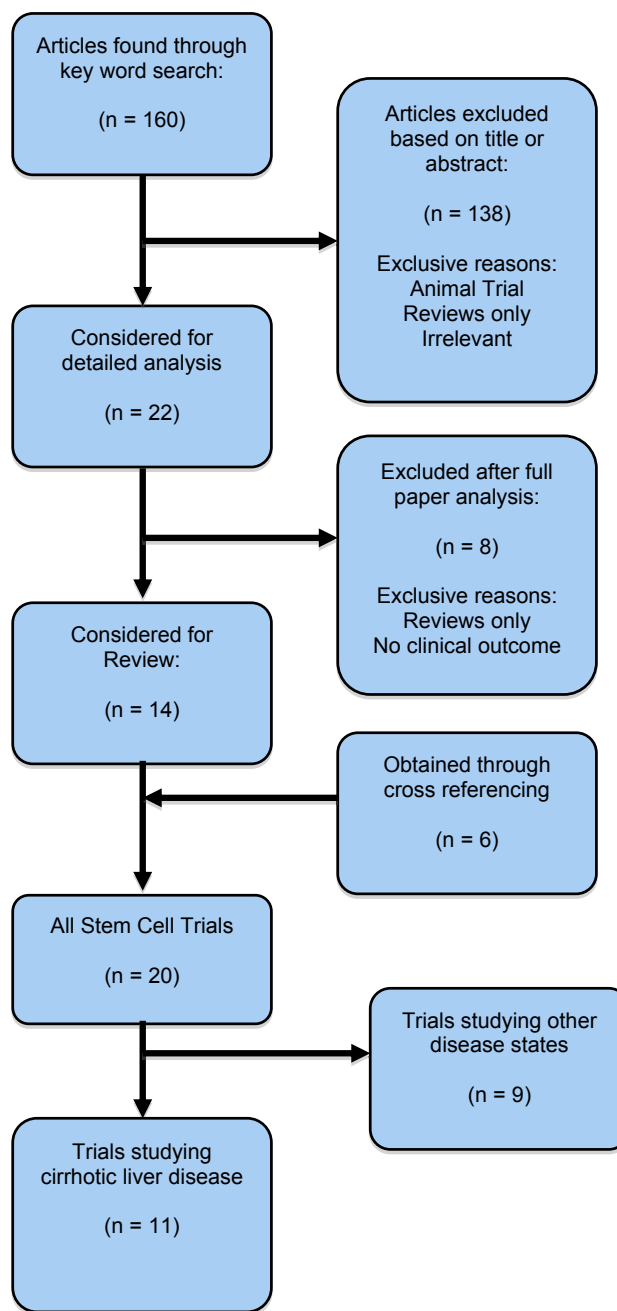 Articles found through
key word search:
(n = 160)
Articles excluded
based on title or
abstract:
(n = 138)
Exclusive reasons:
Animal Trial
Reviews only
Irrelevant
Considered for
detailed analysis
(n = 22)
Excluded after full
paper analysis:
(n = 8)
Exclusive reasons:
Reviews only
No clinical outcome
Considered for
Review:
(n = 14)
Obtained through
cross referencing
(n = 6)
All Stem Cell Trials
(n = 20)
Trials studying other
disease states
(n = 9)
Trials studying
cirrhotic liver disease
(n = 11)